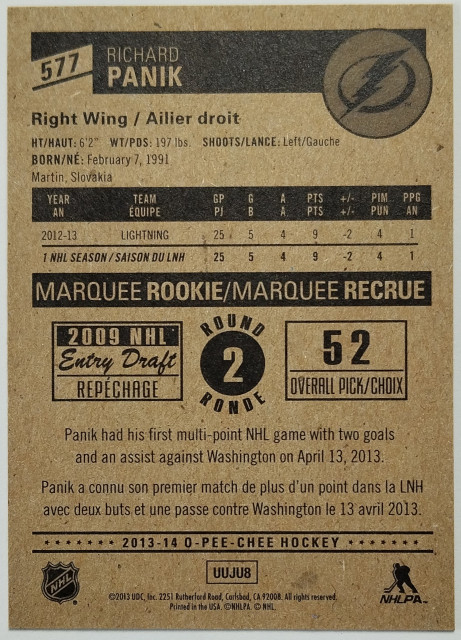 577
RICHARD
PANIK
Right Wing / Ailier droit
HT/HAUT: 6'2" WT/PDS: 197 lbs. SHOOTS/LANCE: Left/Gauche
BORN/NÉ: February 7, 1991
Martin, Slovakia
YEAR TEAM GP G A PTS +/- PIM PPG
AN ÉQUIPE PJ B A PTS +/- PUN AN
2012-13 LIGHTNING 25 5 4 9 -2 4 1
1 NHL SEASON / SAISON DU LNH 25 5 4 9 -2 4 1
MARQUEE ROOKIE/MARQUEE RECRUE
2009 NHL
Entry Draft
REPÉCHAGE
ROUND
2
RONDE
52
OVERALL PICK/CHOIX
Panik had his first multi-point NHL game with two goals
and an assist against Washington on April 13, 2013.
Panik a connu son premier match de plus d'un point dans la LNH
avec deux buts et une passe contre Washington le 13 avril 2013.
2013-14 O-PEE-CHEE HOCKEY
NHL
UUJU8
©2013 UDC, Inc. 2251 Rutherford Road, Carlsbad, CA 92008. All rights reserved.
Printed in the USA. ©NHLPA. © NHL.
NHLPA™